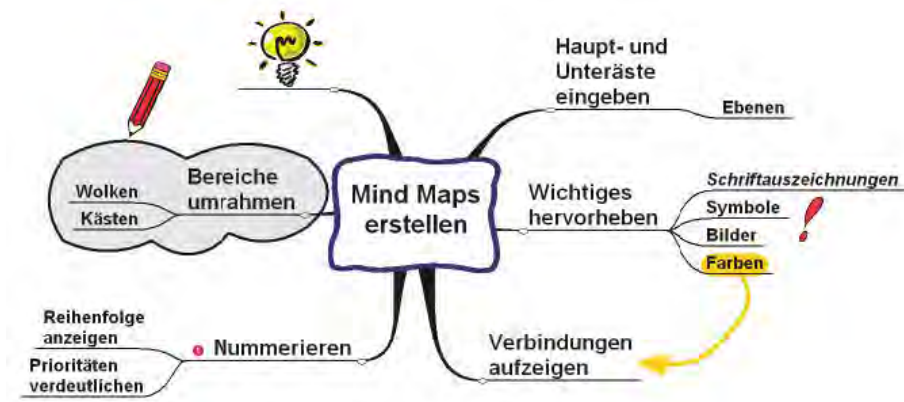 Mind Maps
erstellen
Haupt- und
Unteräste
eingeben
Ebenen
Wichtiges
hervorheben
Schriftauszeichnungen
Symbole
Bilder
Farben
Verbindungen
aufzeigen
Nummerieren
Reihenfolge
anzeigen
Prioritäten
verdeutlichen
Bereiche
umrahmen
Wolken
Kästen